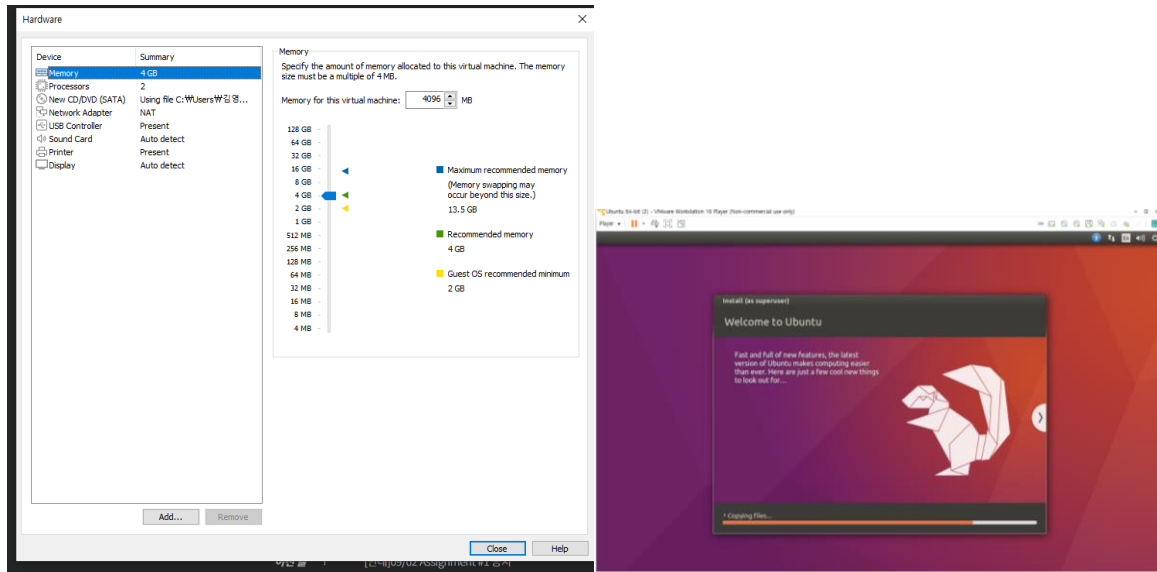 Hardware
Device Summary
Memory 4 GB
Processors 2
New CD/DVD (SATA) Using file C:₩Users₩김영...
Network Adapter NAT
USB Controller Present
Sound Card Auto detect
Printer Present
Display Auto detect
Add... Remove
Memory
Specify the amount of memory allocated to this virtual machine. The memory
size must be a multiple of 4 MB.
Memory for this virtual machine: 4096 MB
128 GB
64 GB
32 GB
16 GB
8 GB
4 GB
2 GB
1 GB
512 MB
256 MB
128 MB
64 MB
32 MB
16 MB
8 MB
4 MB
Maximum recommended memory
(Memory swapping may
occur beyond this size.)
13.5 GB
Recommended memory
4 GB
Guest OS recommended minimum
2 GB
Close Help
Assignment #1
Ubuntu 64-bit (2) - VMware Workstation 16 Player (Non-commercial use only)
Player
Install (as superuser)
Welcome to Ubuntu
Fast and full of new features, the latest
version of Ubuntu makes computing easier
than ever. Here are just a few cool new things
to look out for...
Copying files...